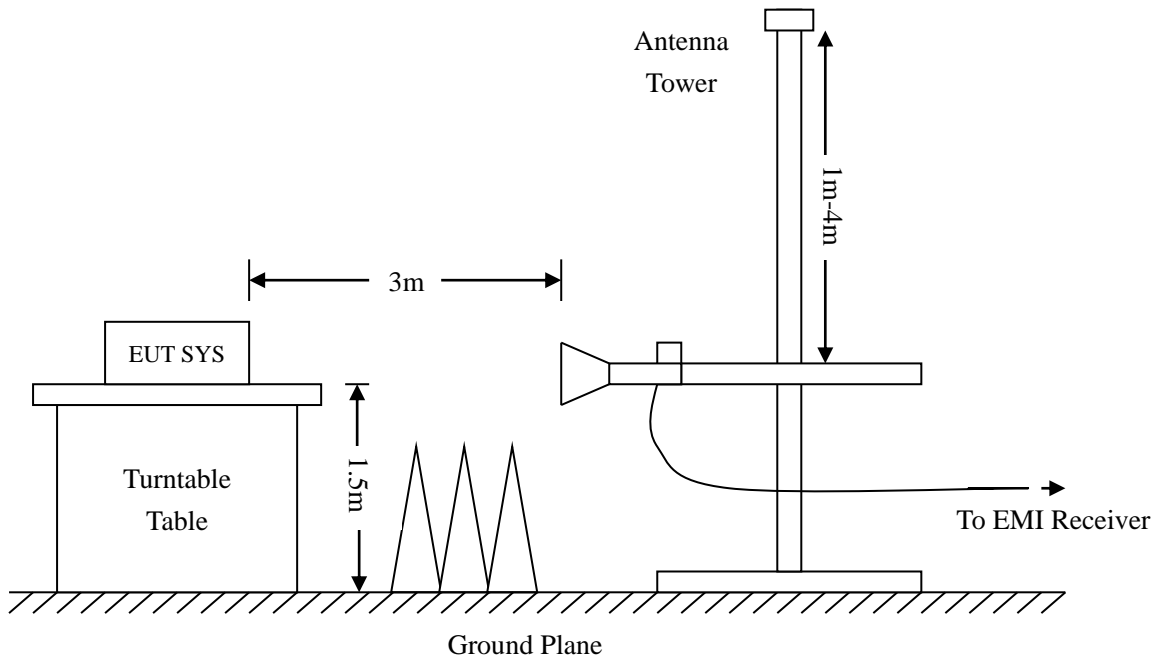 Antenna
Tower
1m-4m
3m
EUT SYS
1.5m
Turntable
Table
To EMI Receiver
Ground Plane